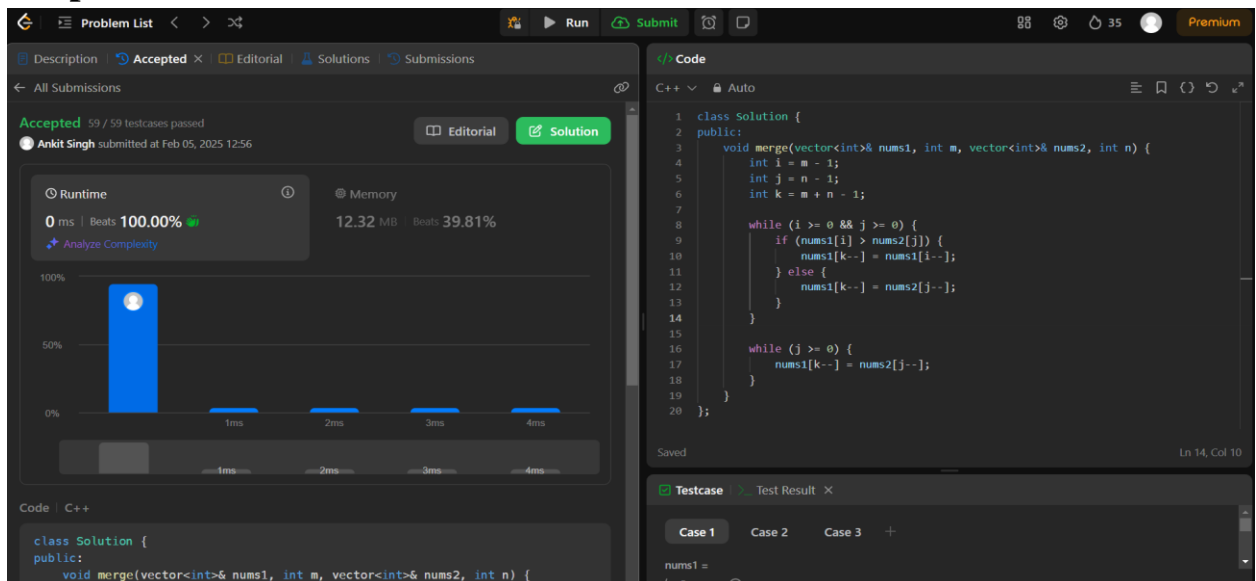 Problem List
Run
Submit
35
Premium
Description
Accepted
Editorial
Solutions
Submissions
All Submissions
Accepted 59 / 59 testcases passed
Ankit Singh submitted at Feb 05, 2025 12:56
Editorial
Solution
Runtime
0 ms | Beats 100.00%
Analyze Complexity
Memory
12.32 MB | Beats 39.81%
100%
50%
0%
1ms 2ms 3ms 4ms
1ms 2ms 3ms 4ms
Code | C++
class Solution {
public:
    void merge(vector<int>& nums1, int m, vector<int>& nums2, int n) {
</> Code
C++ Auto
1 class Solution {
2 public:
3     void merge(vector<int>& nums1, int m, vector<int>& nums2, int n) {
4         int i = m - 1;
5         int j = n - 1;
6         int k = m + n - 1;
7
8         while (i >= 0 && j >= 0) {
9             if (nums1[i] > nums2[j]) {
10                 nums1[k--] = nums1[i--];
11             } else {
12                 nums1[k--] = nums2[j--];
13             }
14         }
15
16         while (j >= 0) {
17             nums1[k--] = nums2[j--];
18         }
19     }
20 };
Saved
Ln 14, Col 10
Testcase
>_ Test Result
Case 1 Case 2 Case 3 +
nums1 =